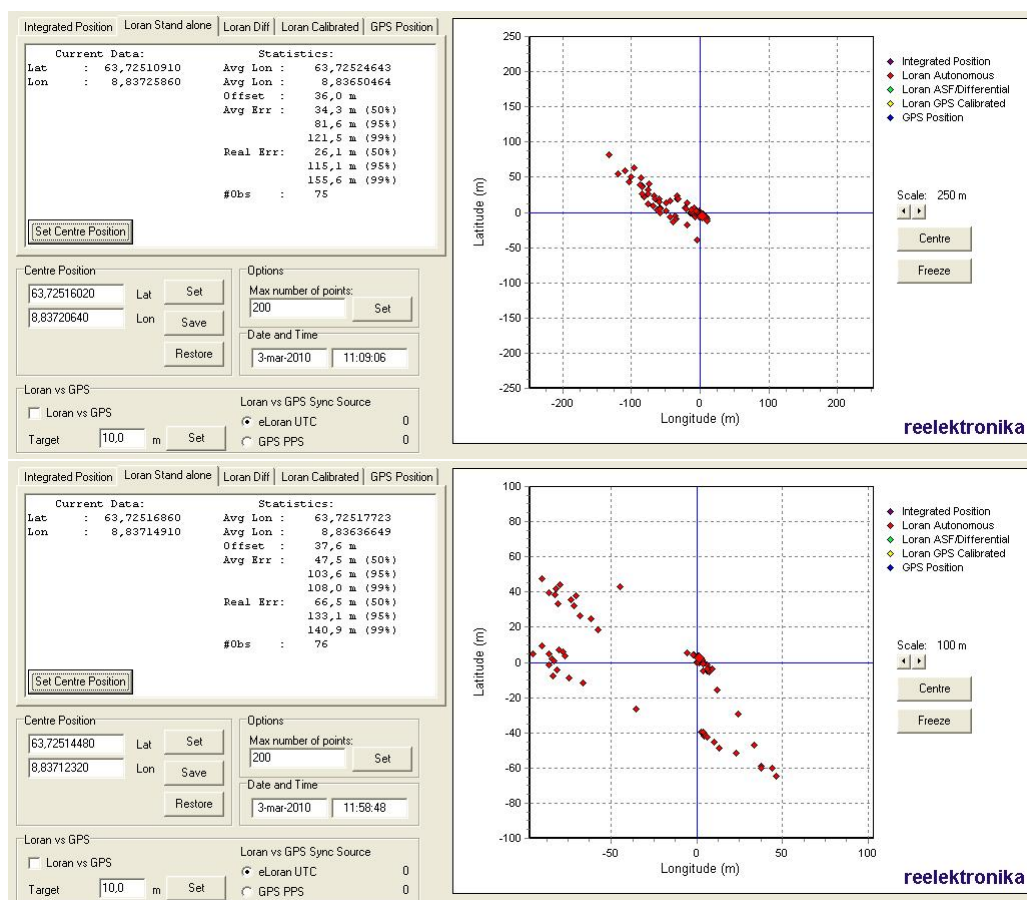 Integrated Position Loran Stand alone Loran Diff Loran Calibrated GPS Position
Current Data: Statistics:
Lat : 63,72510910 Avg Lon : 63,72524643
Lon : 8,83725860 Avg Lon : 8,83650464
Offset : 36,0 m
Avg Err : 34,3 m (50%)
81,6 m (95%)
121,5 m (99%)
Real Err: 26,1 m (50%)
115,1 m (95%)
155,6 m (99%)
#Obs : 75
Set Centre Position
Centre Position
63,72516020 Lat Set
8,83720640 Lon Save
Restore
Options
Max number of points:
200 Set
Date and Time
3-mar-2010 11:09:06
Loran vs GPS
Loran vs GPS
Target 10,0 m Set
Loran vs GPS Sync Source
eLoran UTC 0
GPS PPS 0
250
200
150
100
50
0
-50
-100
-150
-200
-250
Latitude (m)
-200 -100 0 100 200
Longitude (m)
Integrated Position
Loran Autonomous
Loran ASF/Differential
Loran GPS Calibrated
GPS Position
Scale: 250 m
Centre
Freeze
reelektronika
Integrated Position Loran Stand alone Loran Diff Loran Calibrated GPS Position
Current Data: Statistics:
Lat : 63,72516860 Avg Lon : 63,72517723
Lon : 8,83714910 Avg Lon : 8,83636649
Offset : 37,6 m
Avg Err : 47,5 m (50%)
103,6 m (95%)
108,0 m (99%)
Real Err: 66,5 m (50%)
133,1 m (95%)
140,9 m (99%)
#Obs : 76
Set Centre Position
Centre Position
63,72514480 Lat Set
8,83712320 Lon Save
Restore
Options
Max number of points:
200 Set
Date and Time
3-mar-2010 11:58:48
Loran vs GPS
Loran vs GPS
Target 10,0 m Set
Loran vs GPS Sync Source
eLoran UTC 0
GPS PPS 0
100
80
60
40
20
0
-20
-40
-60
-80
-100
Latitude (m)
-50 0 50 100
Longitude (m)
Integrated Position
Loran Autonomous
Loran ASF/Differential
Loran GPS Calibrated
GPS Position
Scale: 100 m
Centre
Freeze
reelektronika